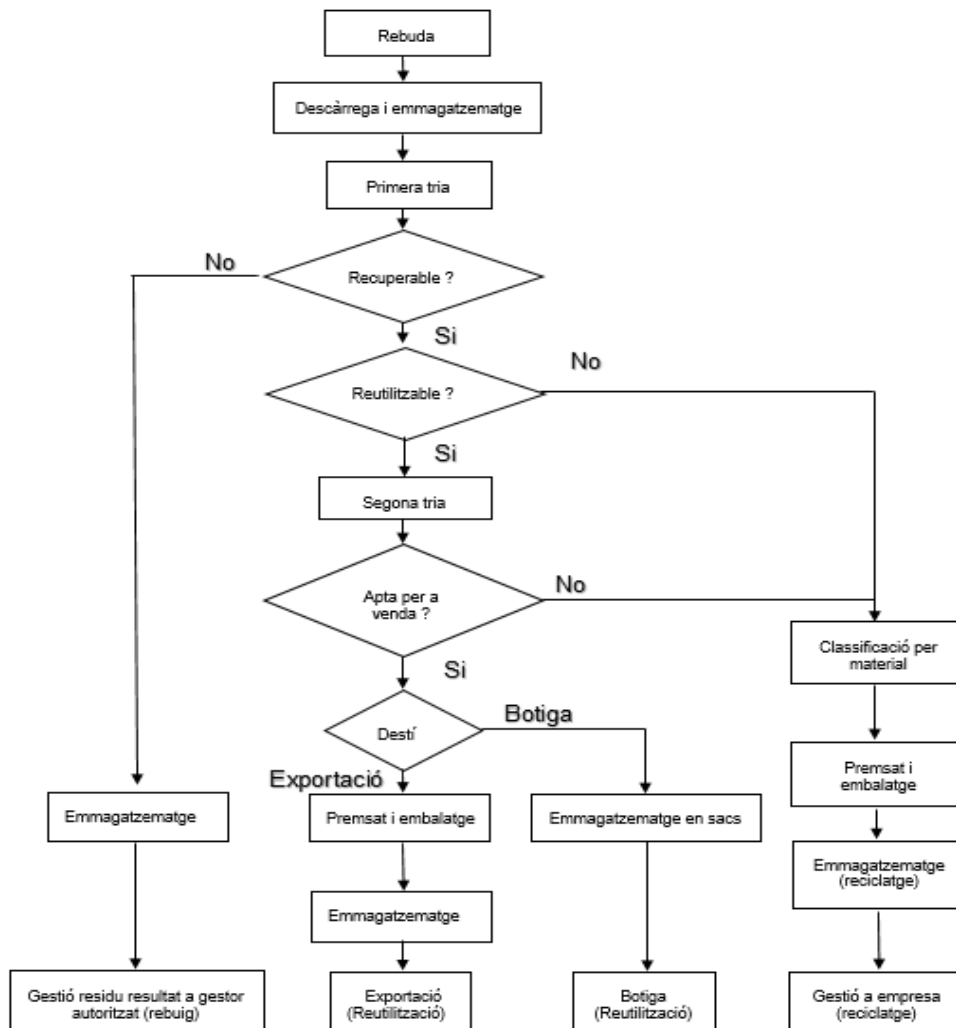 Rebuda
Descàrrega i emmagatzematge
Primera tria
No
Recuperable ?
Si
No
Reutilitzable ?
Si
Segona tria
No
Apta per a
venda ?
Classificació per
material
Si
Botiga
Destí
Exportació
Premsat i
embalatge
Emmagatzematge
Premsat i embalatge
Emmagatzematge en sacs
Emmagatzematge
(reciclatge)
Emmagatzematge
Gestió residu resultat a gestor
autoritzat (rebuig)
Exportació
(Reutilització)
Botiga
(Reutilització)
Gestió a empresa
(reciclatge)